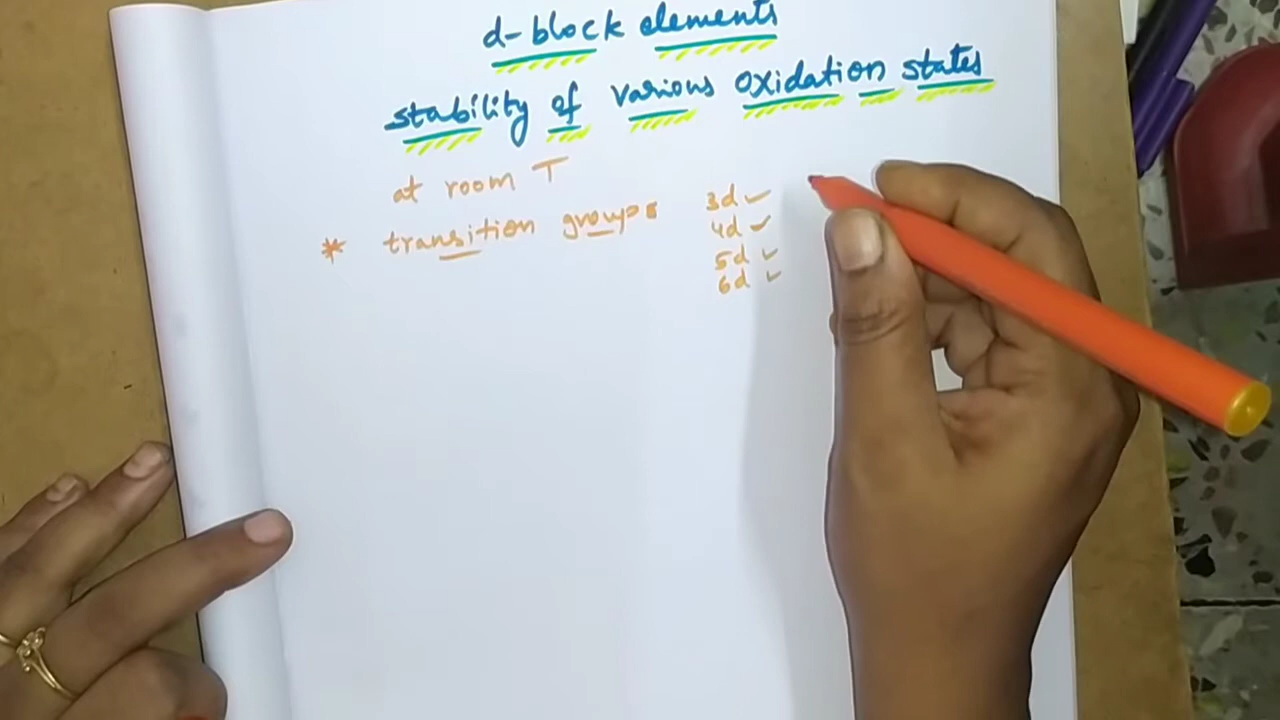 d-block elements
stability of various oxidation states
at room T
* transition groups
3d ✓
4d ✓
5d ✓
6d ✓